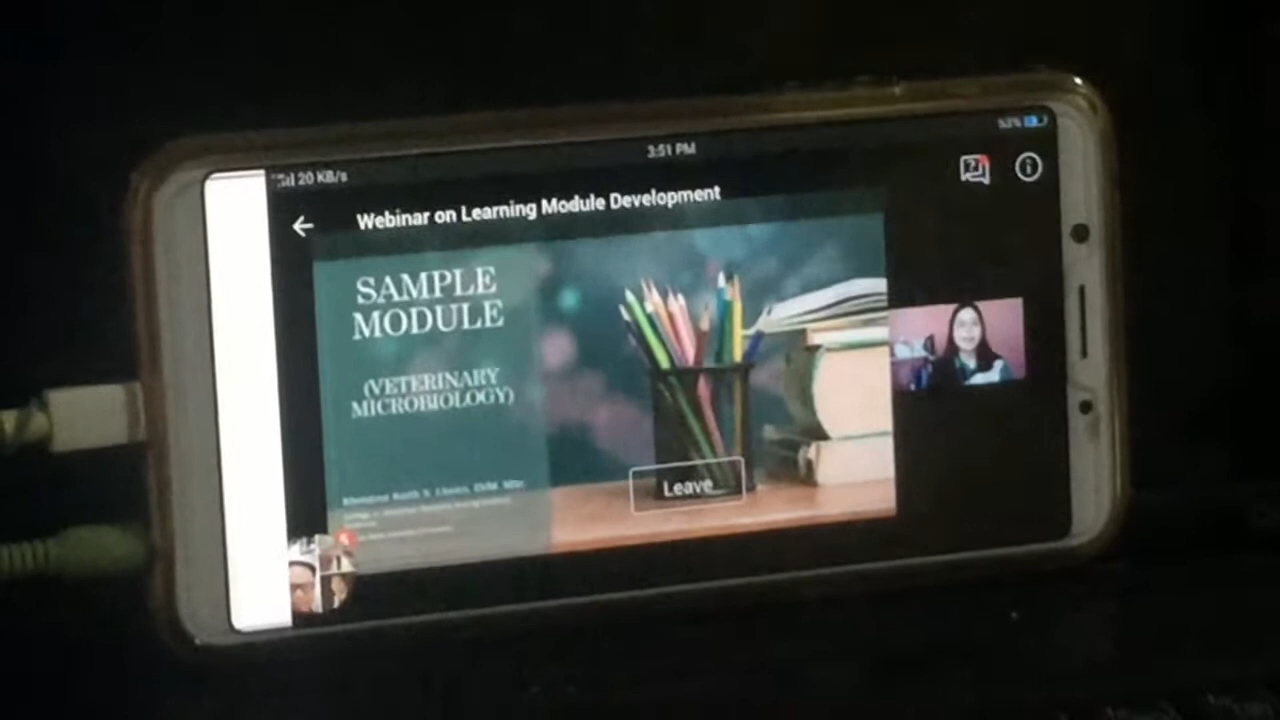 20 KB/s
3:51 PM
Webinar on Learning Module Development
SAMPLE
MODULE
(VETERINARY
MICROBIOLOGY)
Leave